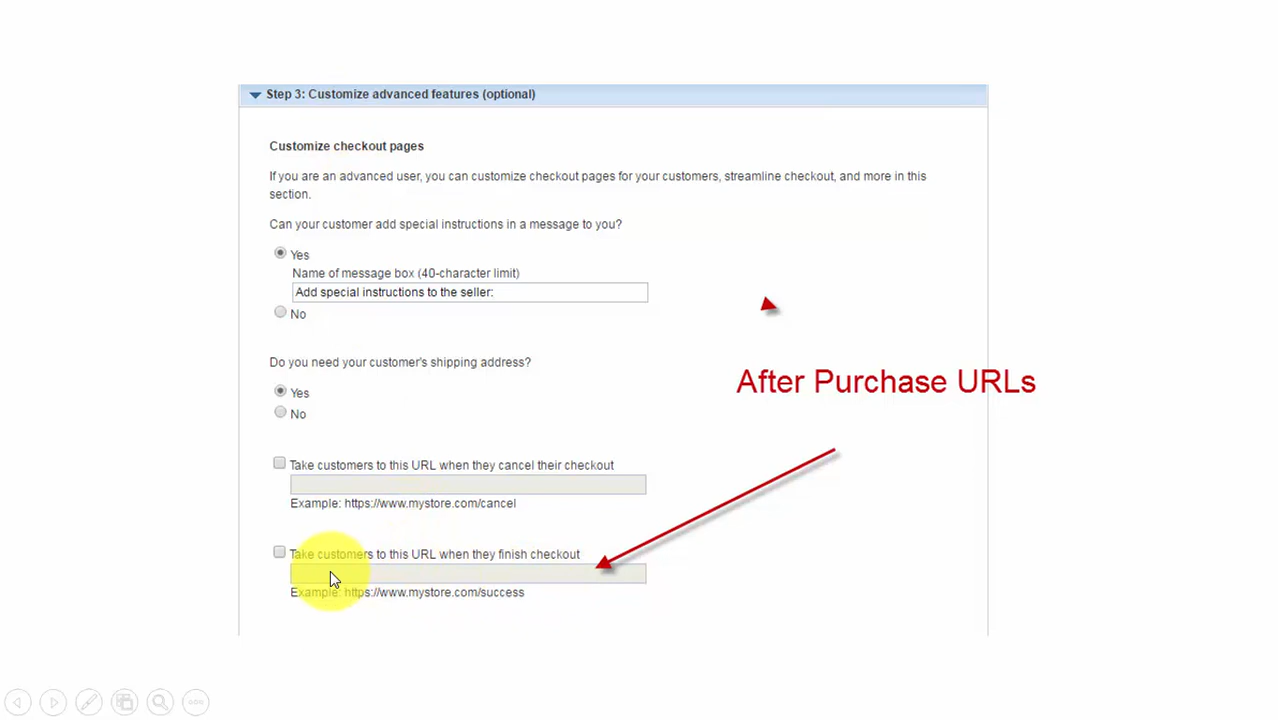 Step 3: Customize advanced features (optional)
Customize checkout pages
If you are an advanced user, you can customize checkout pages for your customers, streamline checkout, and more in this
section.
Can your customer add special instructions in a message to you?
Yes
Name of message box (40-character limit)
Add special instructions to the seller:
No
Do you need your customer's shipping address?
After Purchase URLs
Yes
No
Take customers to this URL when they cancel their checkout
Example: https://www.mystore.com/cancel
Take customers to this URL when they finish checkout
Example: https://www.mystore.com/success